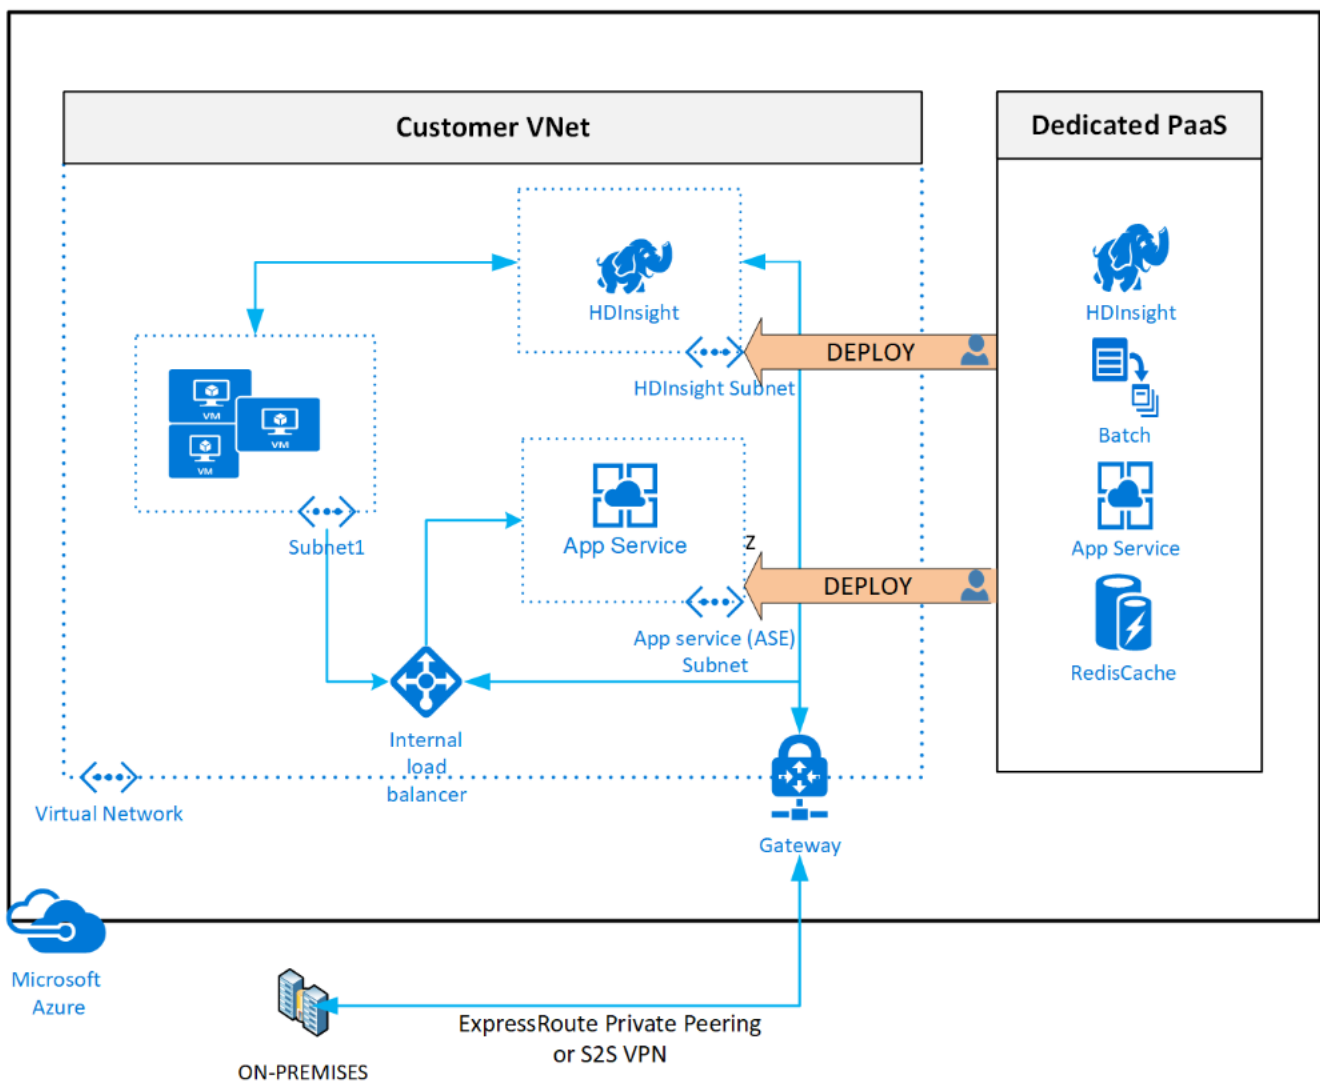 Customer VNet
Dedicated PaaS
HDInsight
HDInsight
DEPLOY
HDInsight Subnet
VM
VM
VM
Batch
Subnet1
App Service
Z
App Service
DEPLOY
App service (ASE)
Subnet
RedisCache
Internal
load
balancer
Virtual Network
Gateway
Microsoft
Azure
ExpressRoute Private Peering
or S2S VPN
ON-PREMISES